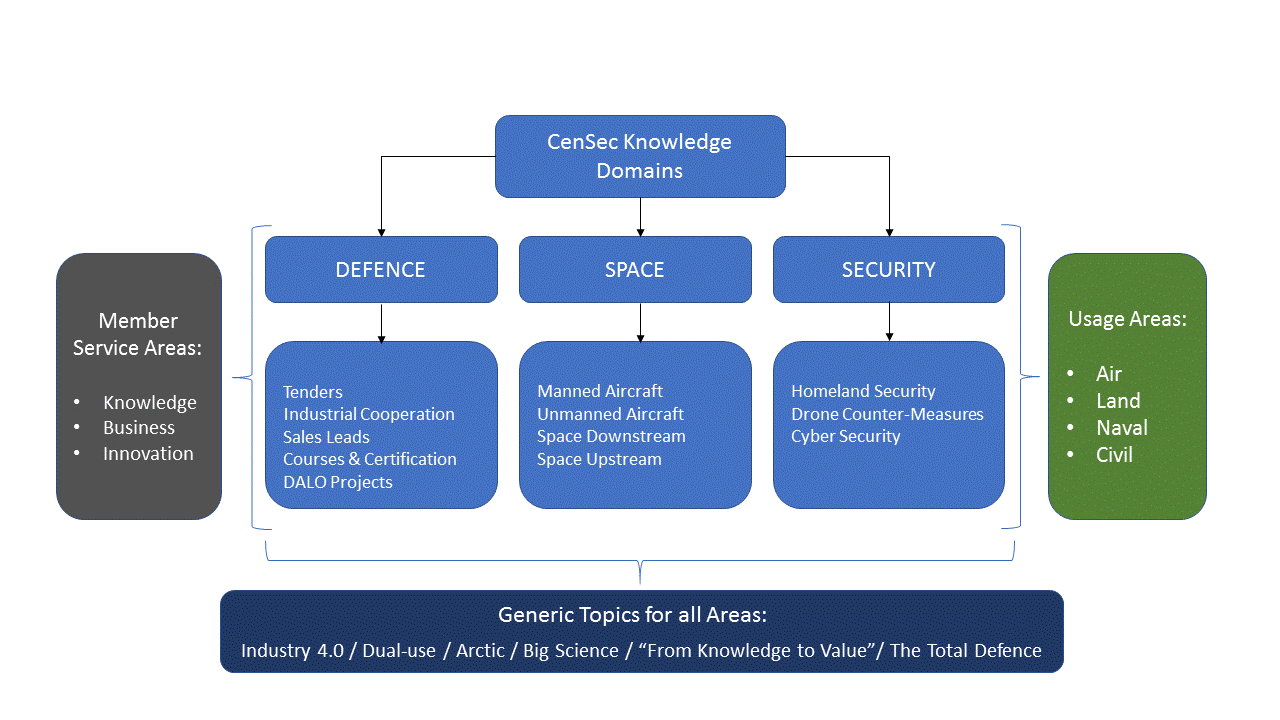 CenSec Knowledge
Domains
DEFENCE
SPACE
SECURITY
Member
Service Areas:
• Knowledge
• Business
• Innovation
Tenders
Industrial Cooperation
Sales Leads
Courses & Certification
DALO Projects
Manned Aircraft
Unmanned Aircraft
Space Downstream
Space Upstream
Homeland Security
Drone Counter-Measures
Cyber Security
Usage Areas:
• Air
• Land
• Naval
• Civil
Generic Topics for all Areas:
Industry 4.0 / Dual-use / Arctic / Big Science / “From Knowledge to Value”/ The Total Defence